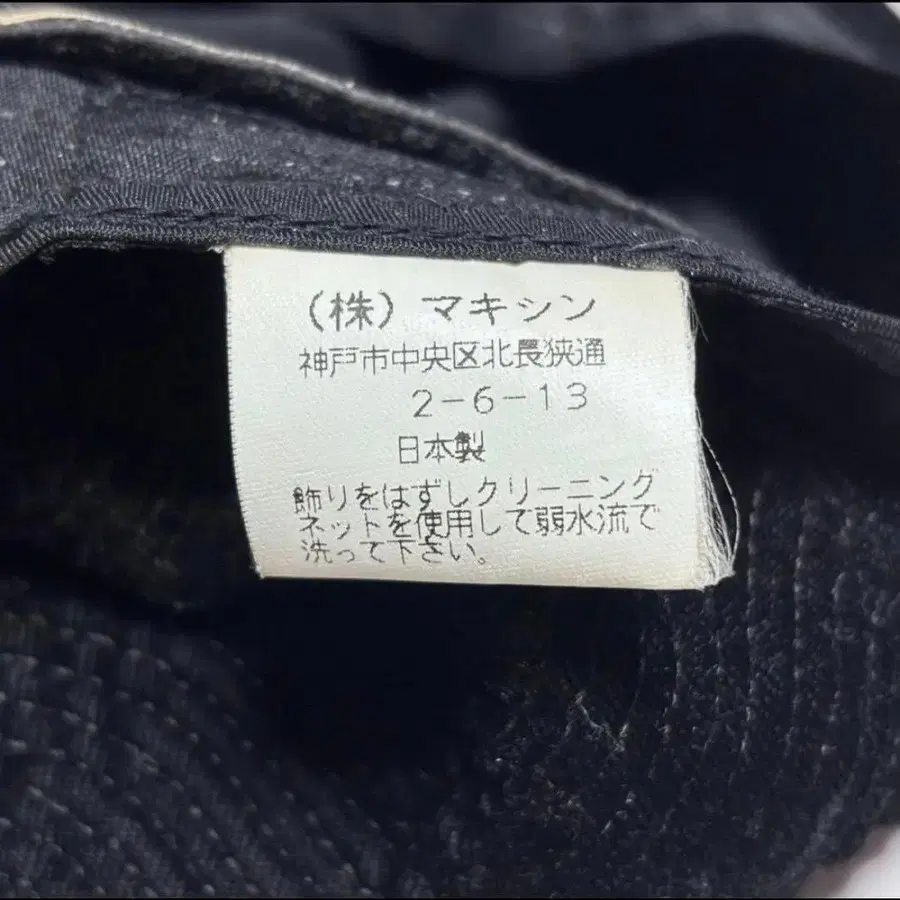 (株) マキシン
神戸市中央区北長狭通
2-6-13
日本製
飾りをはずしクリーニング
ネットを使用して弱水流で
洗って下さい。